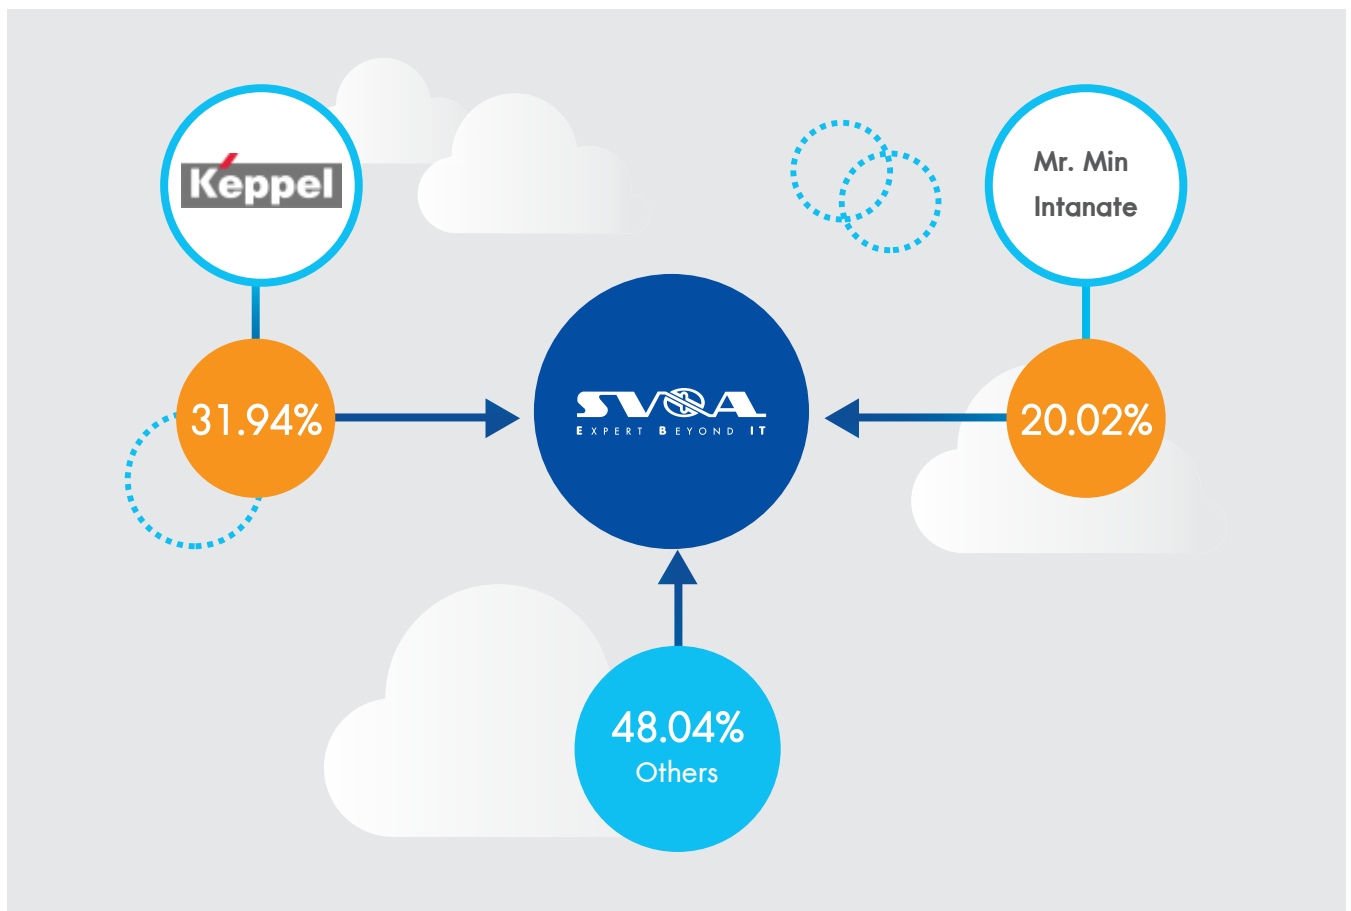 Keppel
Mr. Min
Intanate
31.94%
SVOA
EXPERT BEYOND IT
20.02%
48.04%
Others